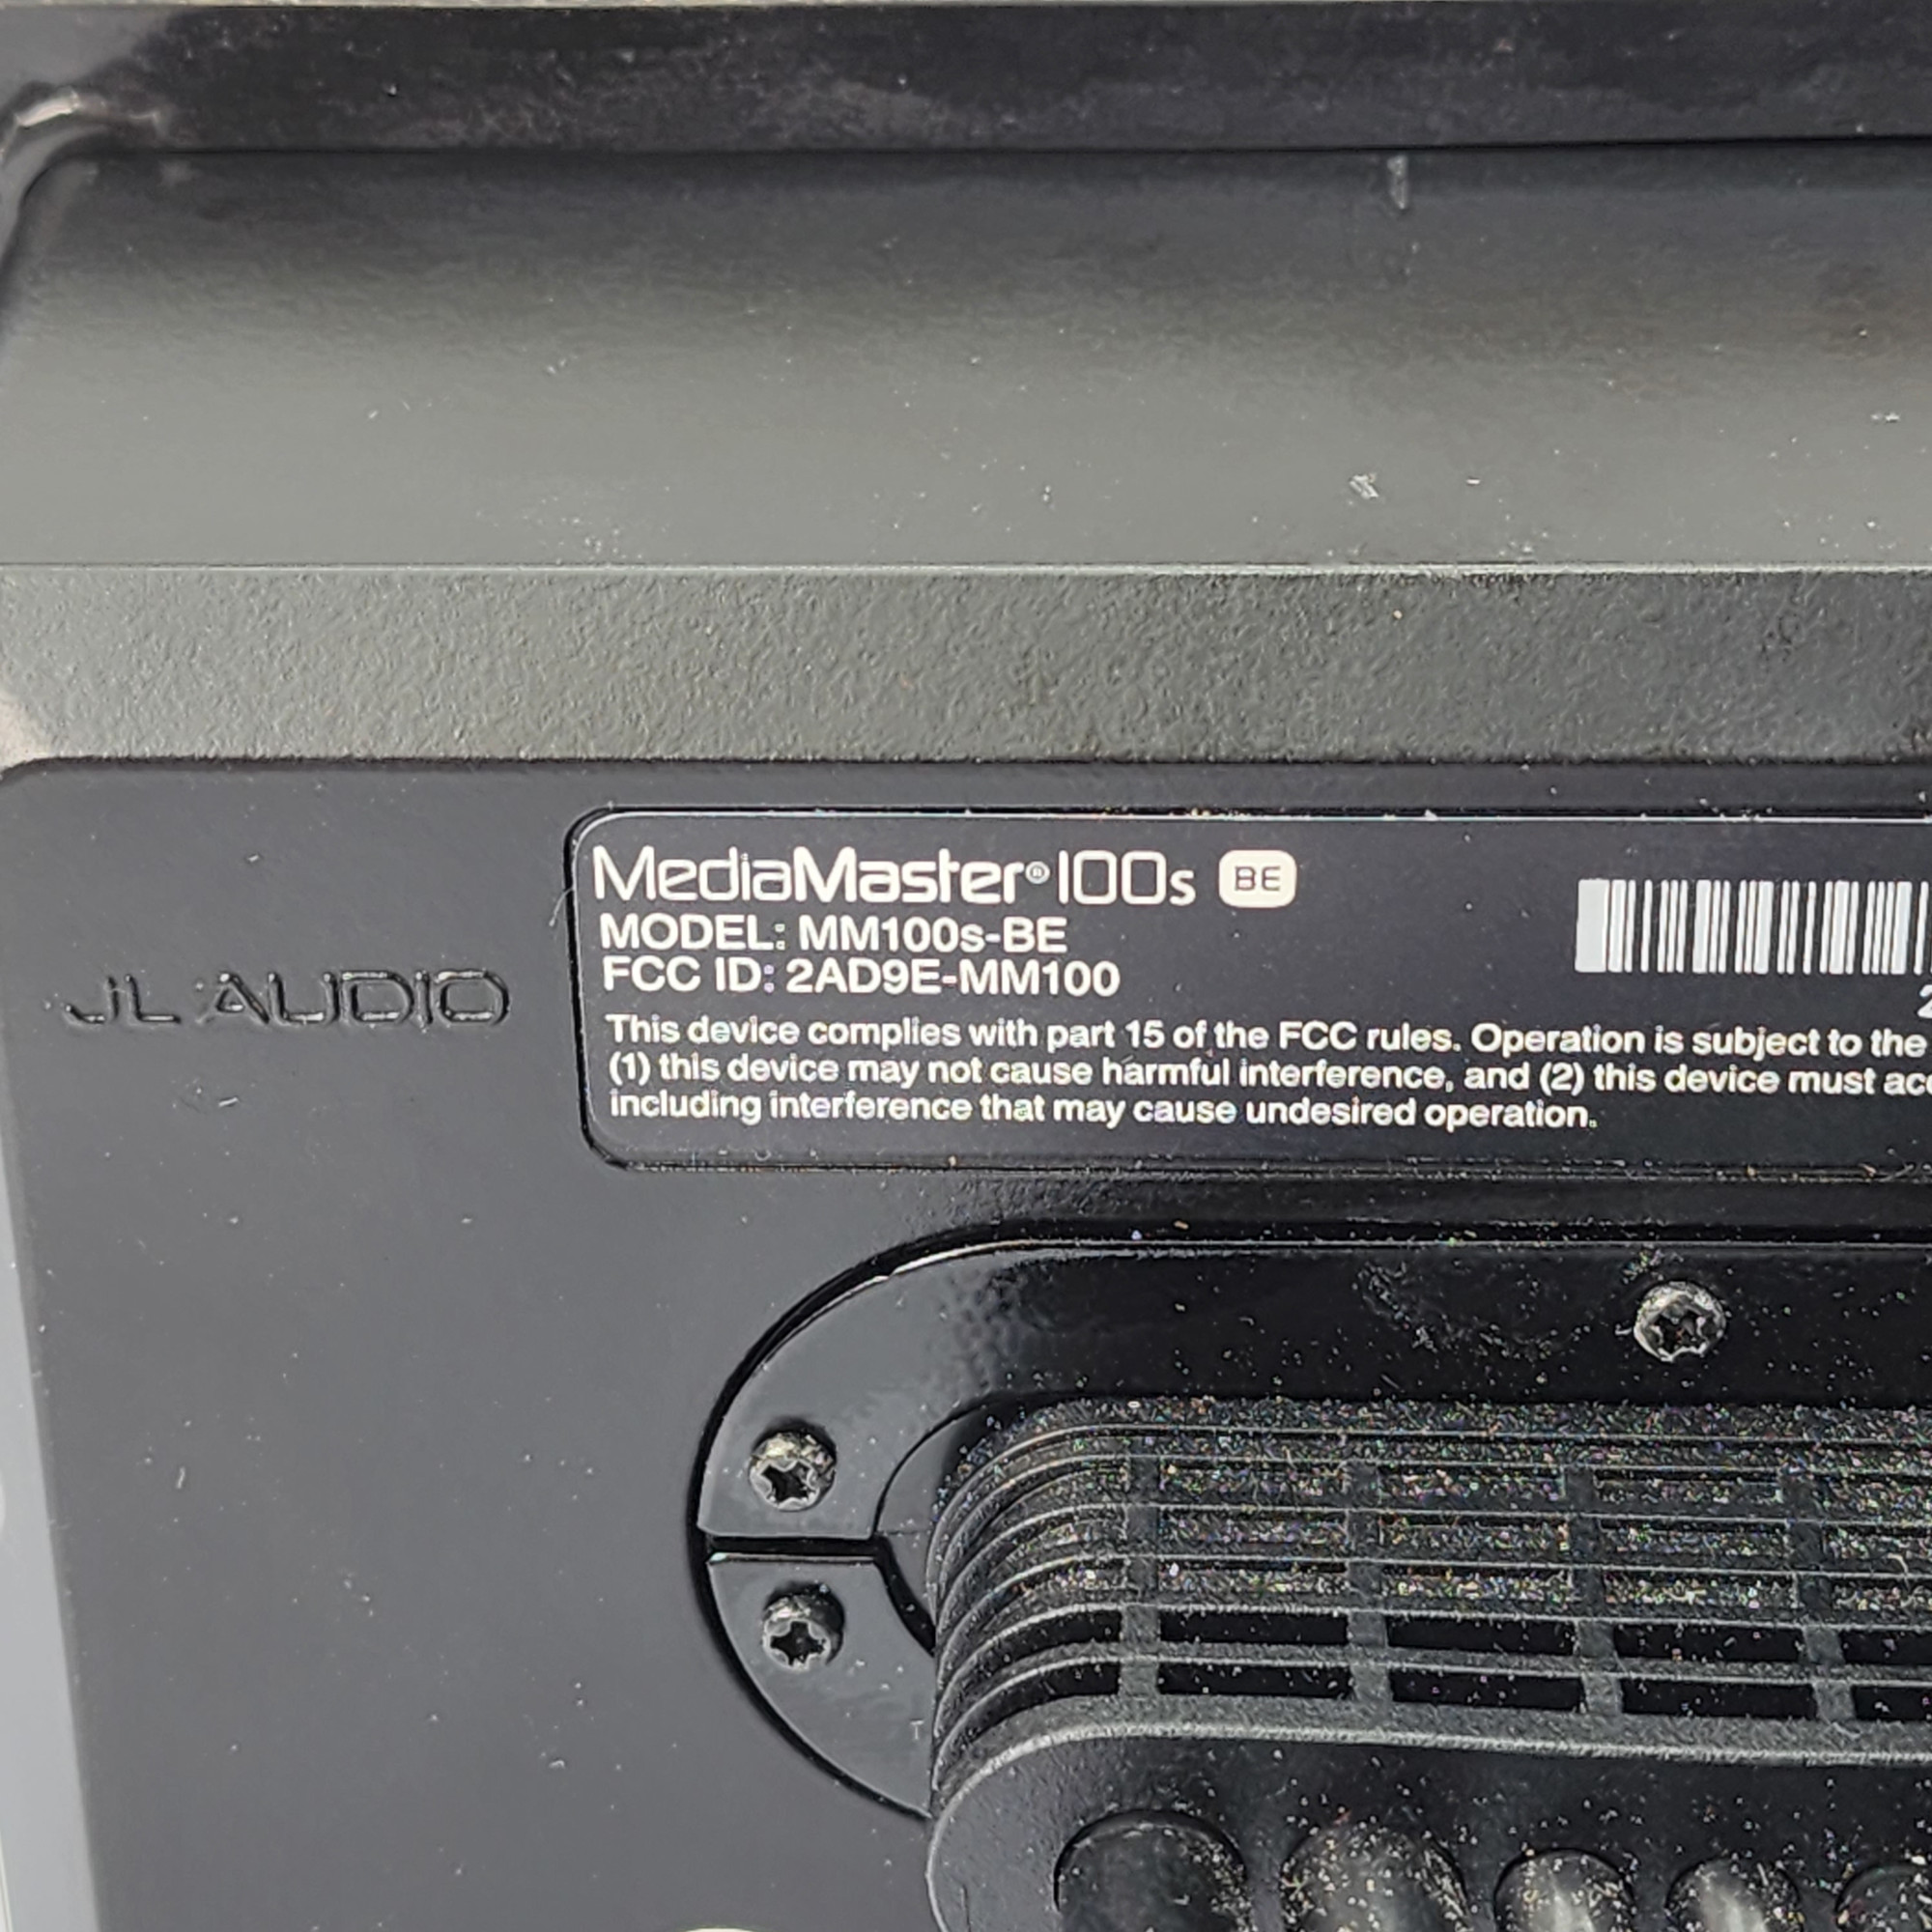 MediaMaster®100s BE
MODEL: MM100s-BE
FCC ID: 2AD9E-MM100
JL AUDIO
This device complies with part 15 of the FCC rules. Operation is subject to the
(1) this device may not cause harmful interference, and (2) this device must
including interference that may cause undesired operation.